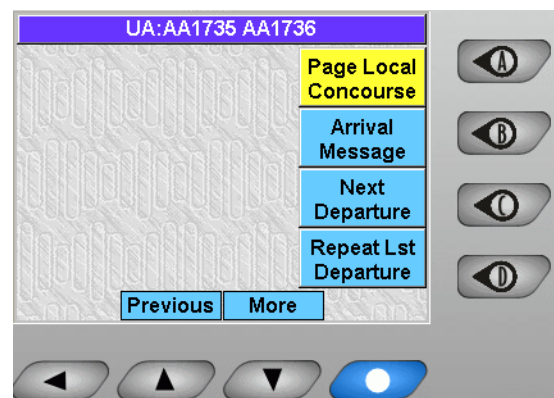 UA:AA1735 AA1736
Page Local
Concourse
A
Arrival
Message
B
Next
Departure
C
Repeat Lst
Departure
D
Previous More